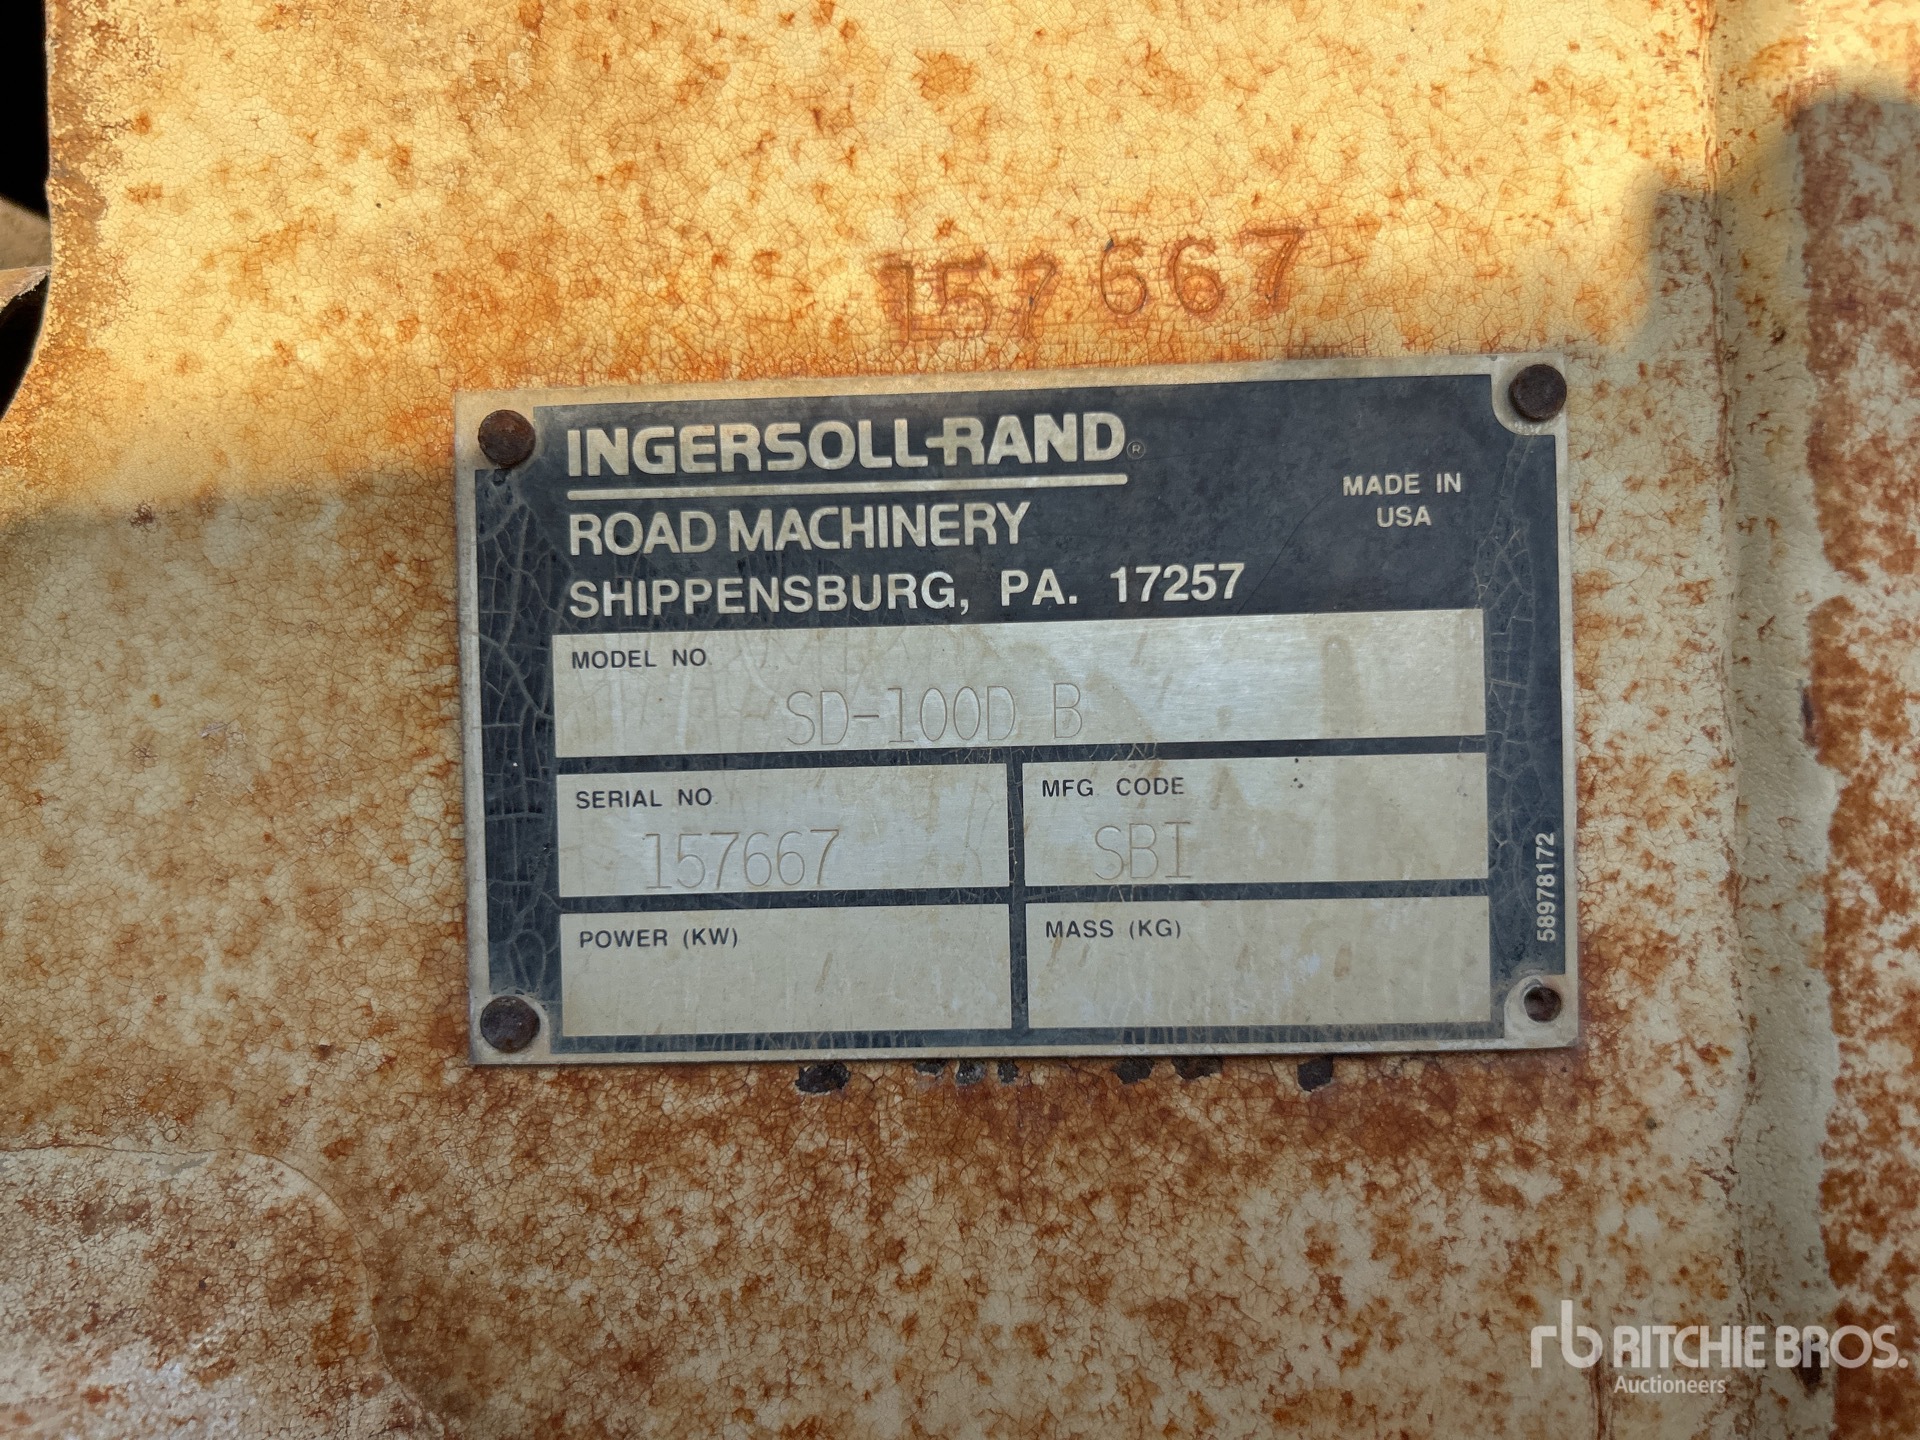 157667
INGERSOLL-RAND®
ROAD MACHINERY
SHIPPENSBURG, PA. 17257
MADE IN
USA
MODEL NO.
SD-100D B
SERIAL NO.
157667
MFG. CODE
SBI
POWER (KW)
MASS (KG)
58978172
rb RITCHIE BROS.
Auctioneers